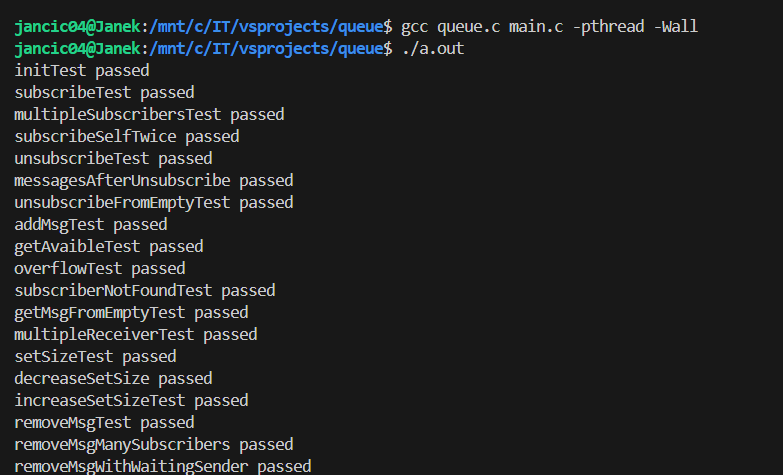 jancic04@Janek:/mnt/c/IT/vsprojects/queue$ gcc queue.c main.c -pthread -Wall
jancic04@Janek:/mnt/c/IT/vsprojects/queue$ ./a.out
initTest passed
subscribeTest passed
multipleSubscribersTest passed
subscribeSelfTwice passed
unsubscribeTest passed
messagesAfterUnsubscribe passed
unsubscribeFromEmptyTest passed
addMsgTest passed
getAvaibleTest passed
overflowTest passed
subscriberNotFoundTest passed
getMsgFromEmptyTest passed
multipleReceiverTest passed
setSizeTest passed
decreaseSetSize passed
increaseSetSizeTest passed
removeMsgTest passed
removeMsgManySubscribers passed
removeMsgWithWaitingSender passed